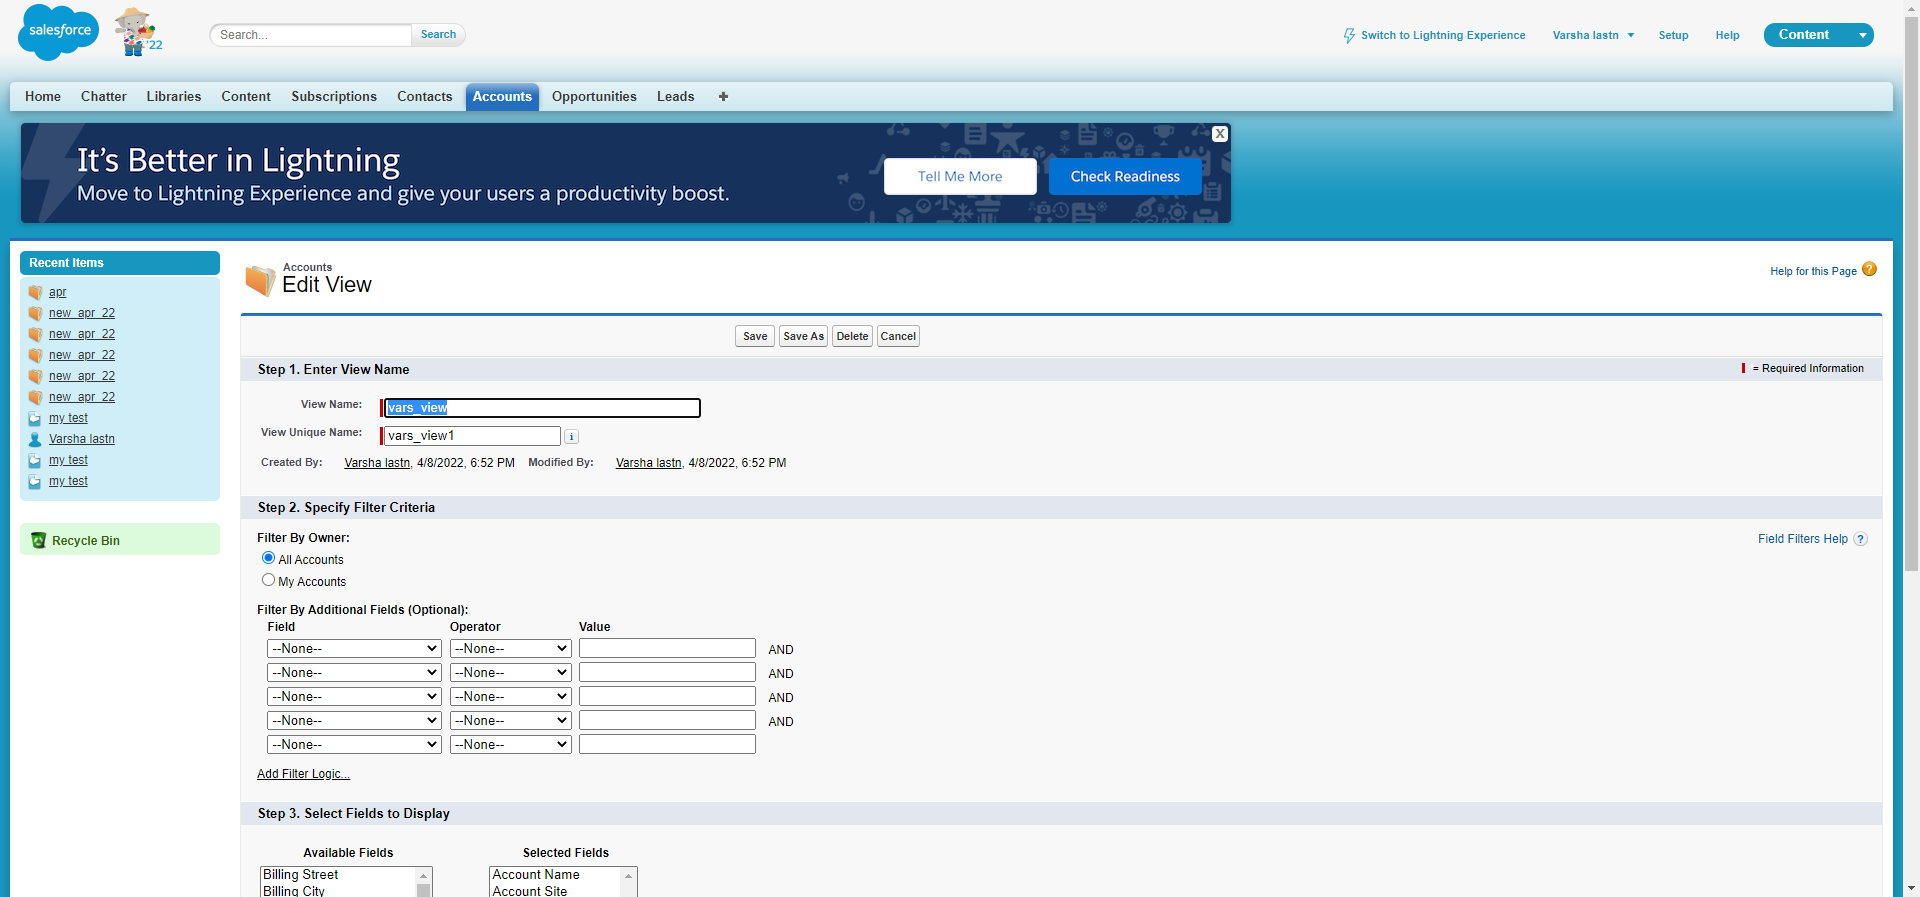 salesforce
'22
Search...
Search
Switch to Lightning Experience
Varsha lastn
Setup
Help
Content
Home
Chatter
Libraries
Content
Subscriptions
Contacts
Accounts
Opportunities
Leads
+
It's Better in Lightning
Move to Lightning Experience and give your users a productivity boost.
Tell Me More
Check Readiness
X
Recent Items
apr
new_apr_22
new_apr_22
new_apr_22
new_apr_22
new_apr_22
my test
Varsha lastn
my test
my test
Recycle Bin
Accounts
Edit View
Help for this Page ?
Save
Save As
Delete
Cancel
Step 1. Enter View Name
= Required Information
View Name: vars_view
View Unique Name: vars_view1 i
Created By: Varsha lastn, 4/8/2022, 6:52 PM Modified By: Varsha lastn, 4/8/2022, 6:52 PM
Step 2. Specify Filter Criteria
Filter By Owner:
Field Filters Help ?
All Accounts
My Accounts
Filter By Additional Fields (Optional):
Field Operator Value
--None-- --None-- AND
--None-- --None-- AND
--None-- --None-- AND
--None-- --None-- AND
--None-- --None--
Add Filter Logic...
Step 3. Select Fields to Display
Available Fields Selected Fields
Billing Street Account Name
Billing City Account Site